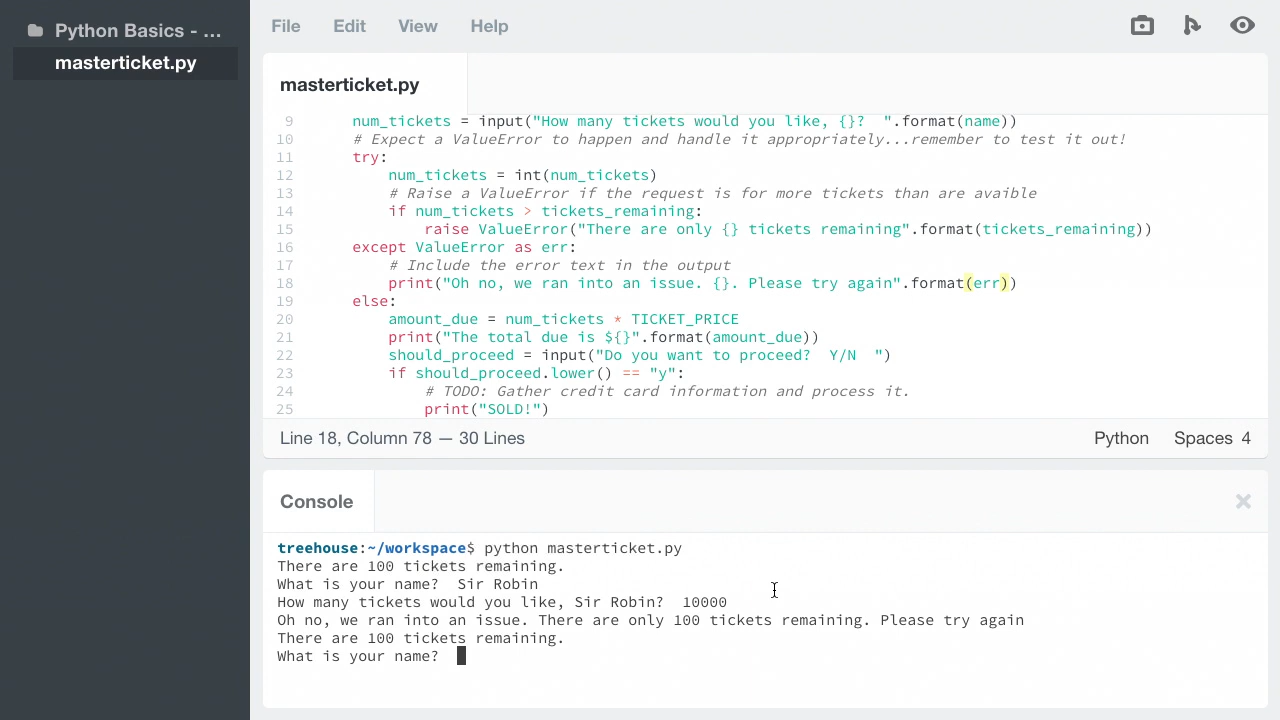 Python Basics - ...
masterticket.py
File Edit View Help
masterticket.py
9 num_tickets = input("How many tickets would you like, {}?  ".format(name))
10 # Expect a ValueError to happen and handle it appropriately...remember to test it out!
11 try:
12 num_tickets = int(num_tickets)
13 # Raise a ValueError if the request is for more tickets than are avaible
14 if num_tickets > tickets_remaining:
15 raise ValueError("There are only {} tickets remaining".format(tickets_remaining))
16 except ValueError as err:
17 # Include the error text in the output
18 print("Oh no, we ran into an issue. {}. Please try again".format(err))
19 else:
20 amount_due = num_tickets * TICKET_PRICE
21 print("The total due is ${}".format(amount_due))
22 should_proceed = input("Do you want to proceed?  Y/N  ")
23 if should_proceed.lower() == "y":
24 # TODO: Gather credit card information and process it.
25 print("SOLD!")
Line 18, Column 78 — 30 Lines Python Spaces 4
Console
treehouse:~/workspace$ python masterticket.py
There are 100 tickets remaining.
What is your name?  Sir Robin
How many tickets would you like, Sir Robin?  10000
Oh no, we ran into an issue. There are only 100 tickets remaining. Please try again
There are 100 tickets remaining.
What is your name?